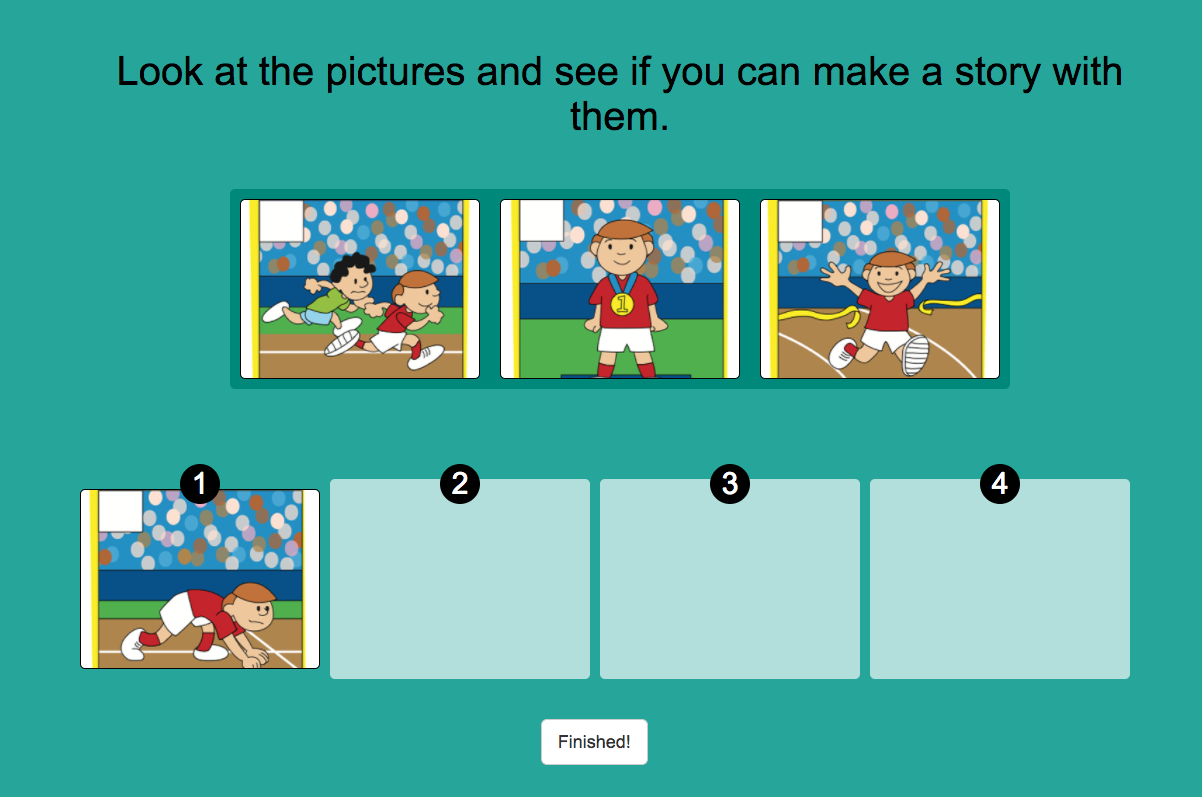 Look at the pictures and see if you can make a story with
them.
1
1
2
3
4
Finished!